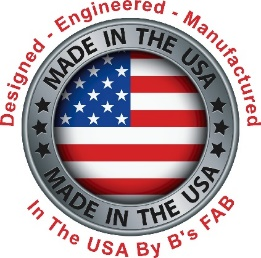 Designed - Engineered - Manufactured
MADE IN THE USA
MADE IN THE USA
In The USA By B's FAB